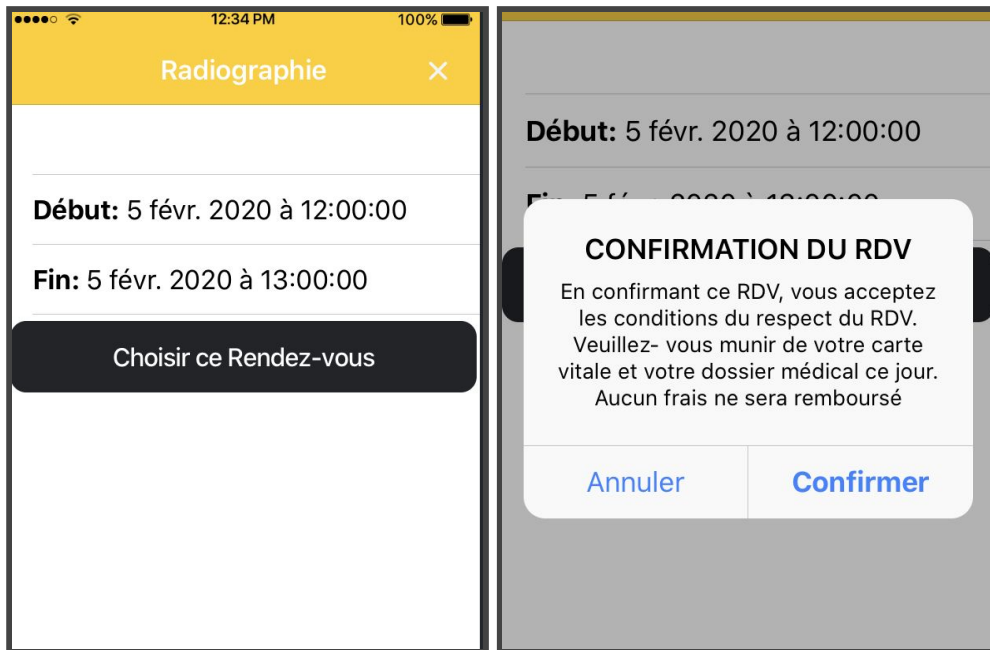 12:34 PM
100%
Radiographie
Début: 5 févr. 2020 à 12:00:00
Fin: 5 févr. 2020 à 13:00:00
Choisir ce Rendez-vous
Début: 5 févr. 2020 à 12:00:00
CONFIRMATION DU RDV
En confirmant ce RDV, vous acceptez
les conditions du respect du RDV.
Veuillez- vous munir de votre carte
vitale et votre dossier médical ce jour.
Aucun frais ne sera remboursé
Annuler
Confirmer